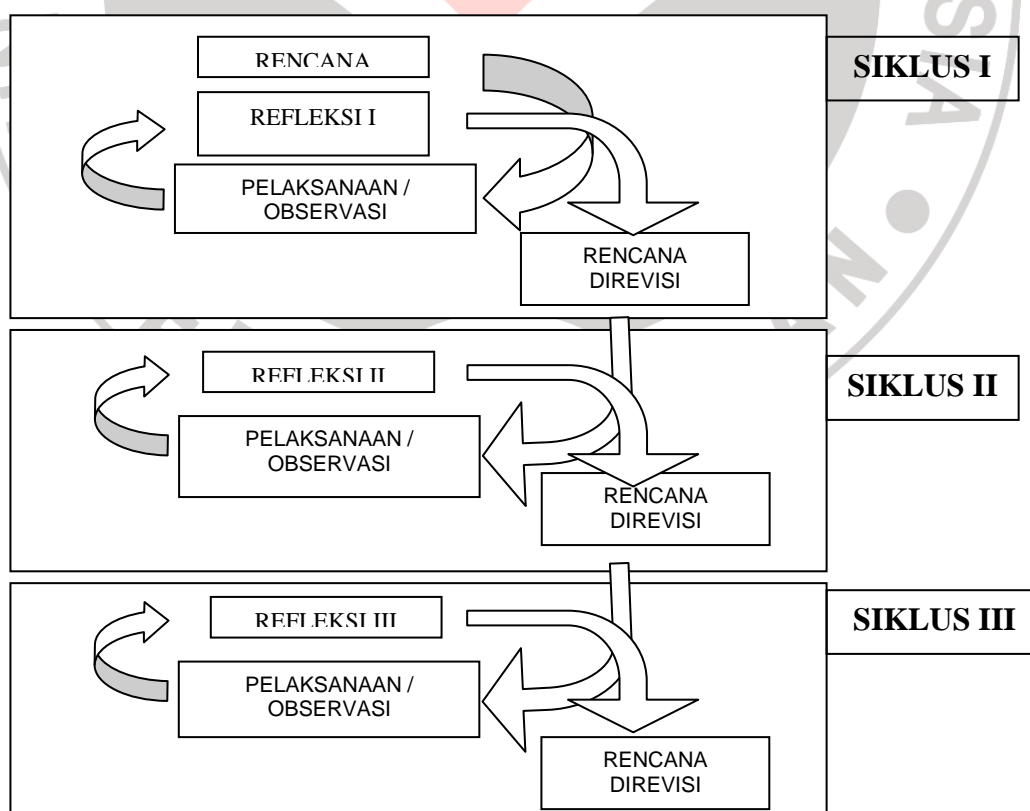 RENCANA
SIKLUS I
REFLEKSI I
PELAKSANAAN /
OBSERVASI
RENCANA
DIREVISI
REFLEKSI II
SIKLUS II
PELAKSANAAN /
OBSERVASI
RENCANA
DIREVISI
REFLEKSI III
SIKLUS III
PELAKSANAAN /
OBSERVASI
RENCANA
DIREVISI